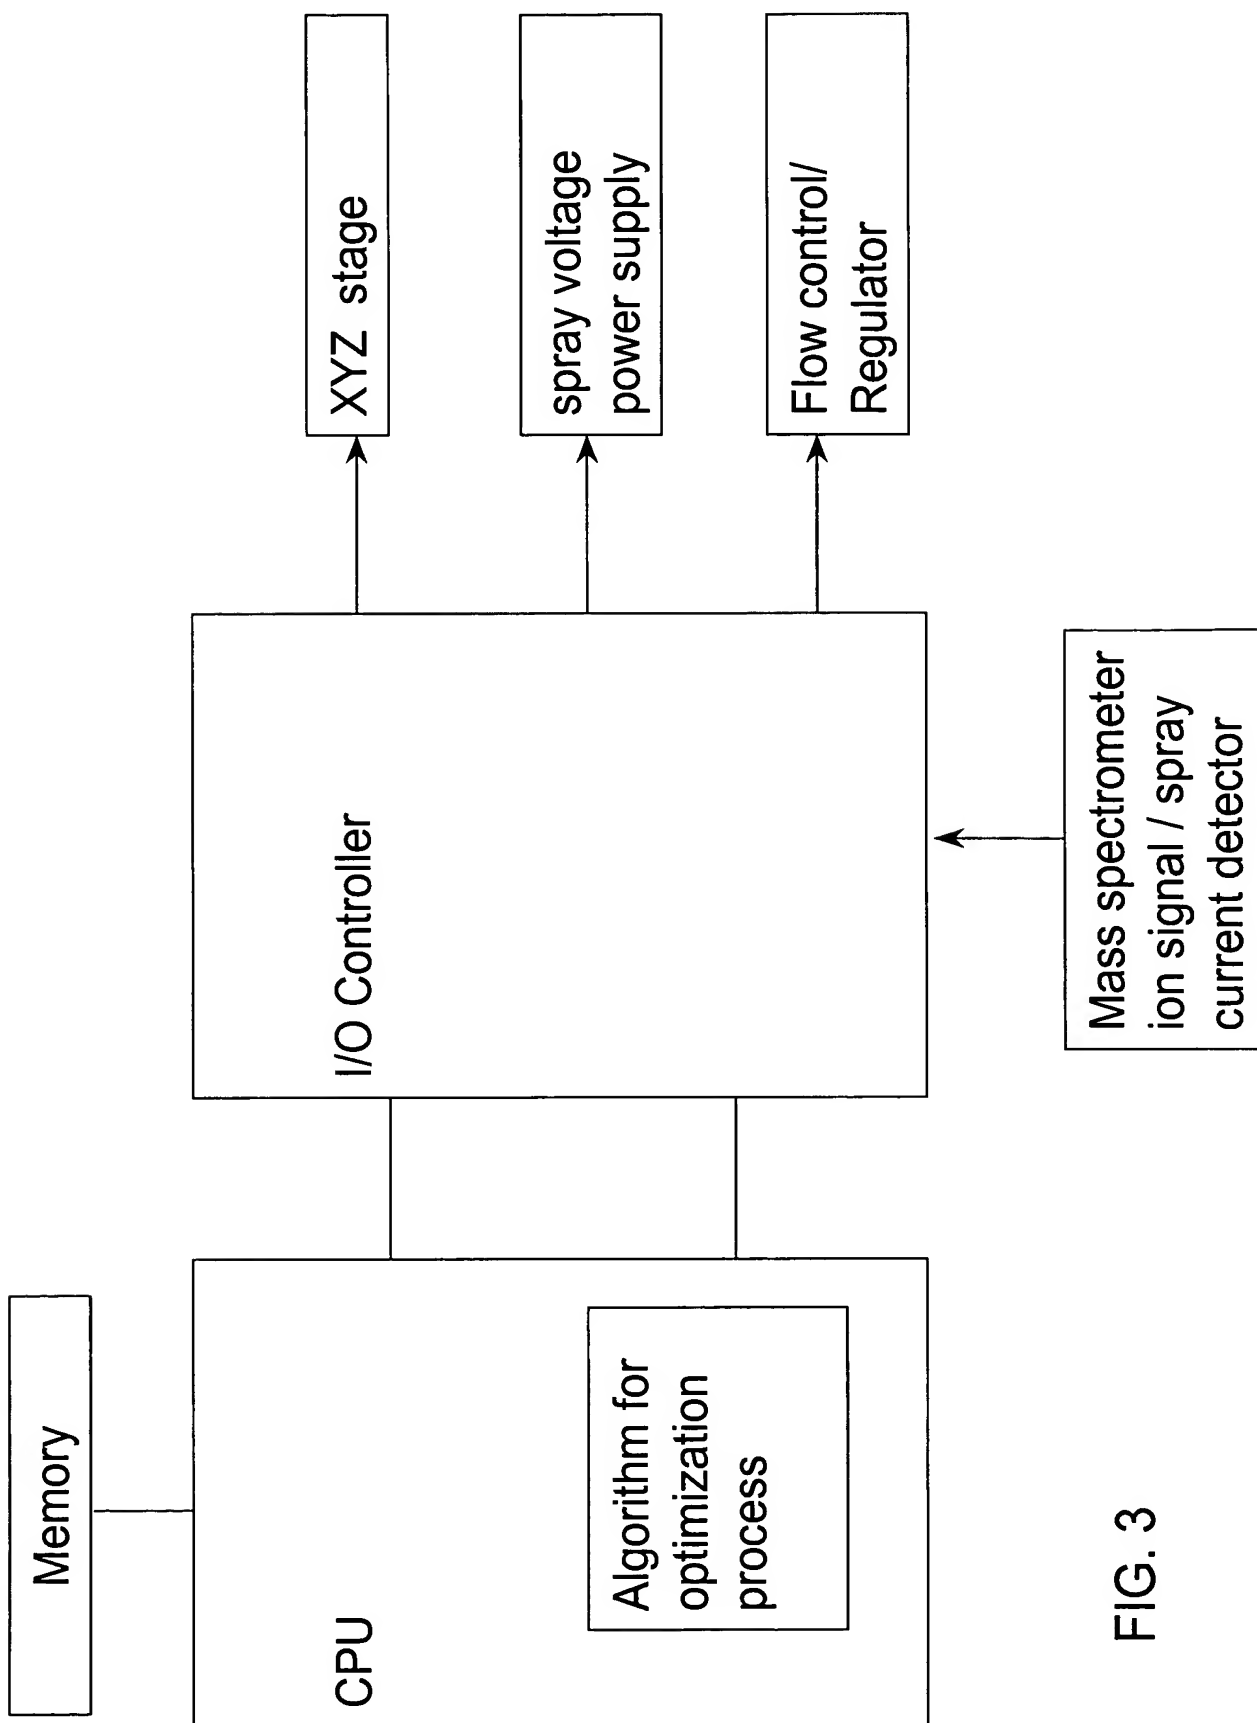 Memory
CPU
Algorithm for
optimization
process
I/O Controller
XYZ stage
spray voltage
power supply
Flow control/
Regulator
Mass spectrometer
ion signal / spray
current detector
FIG. 3